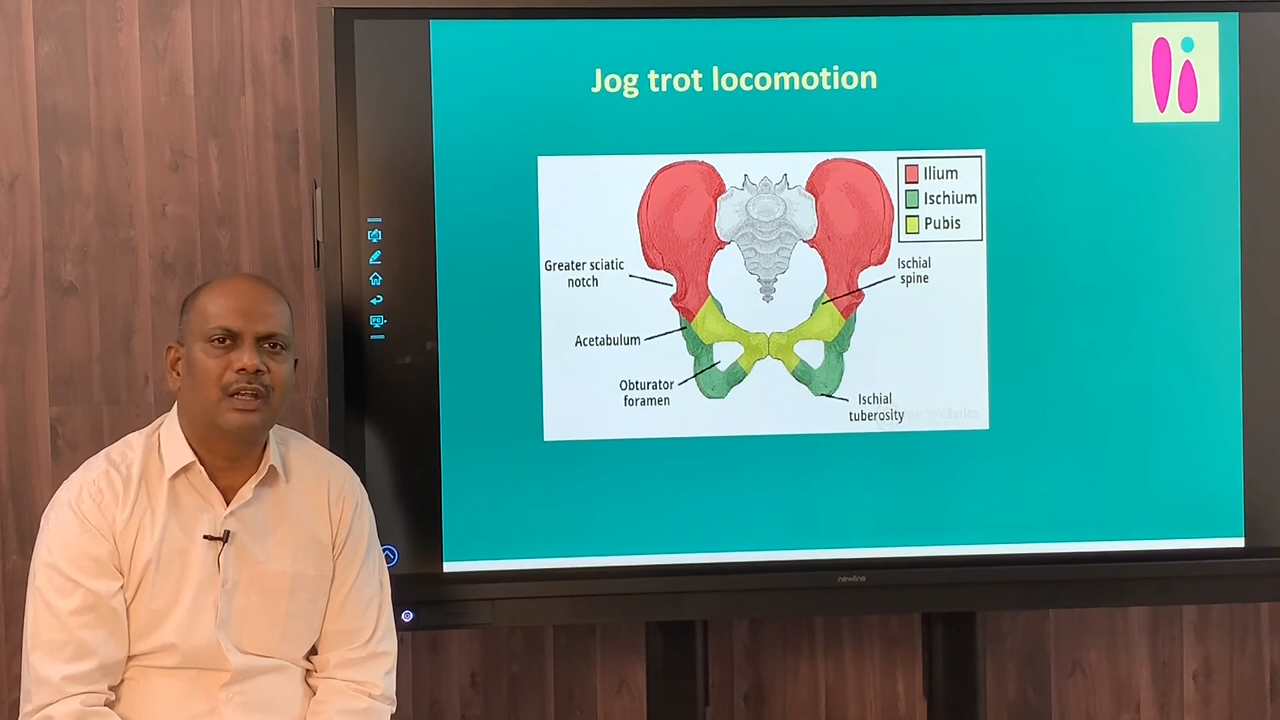 Jog trot locomotion
Ilium
Ischium
Pubis
Greater sciatic
notch
Ischial
spine
Acetabulum
Obturator
foramen
Ischial
tuberosity
newline